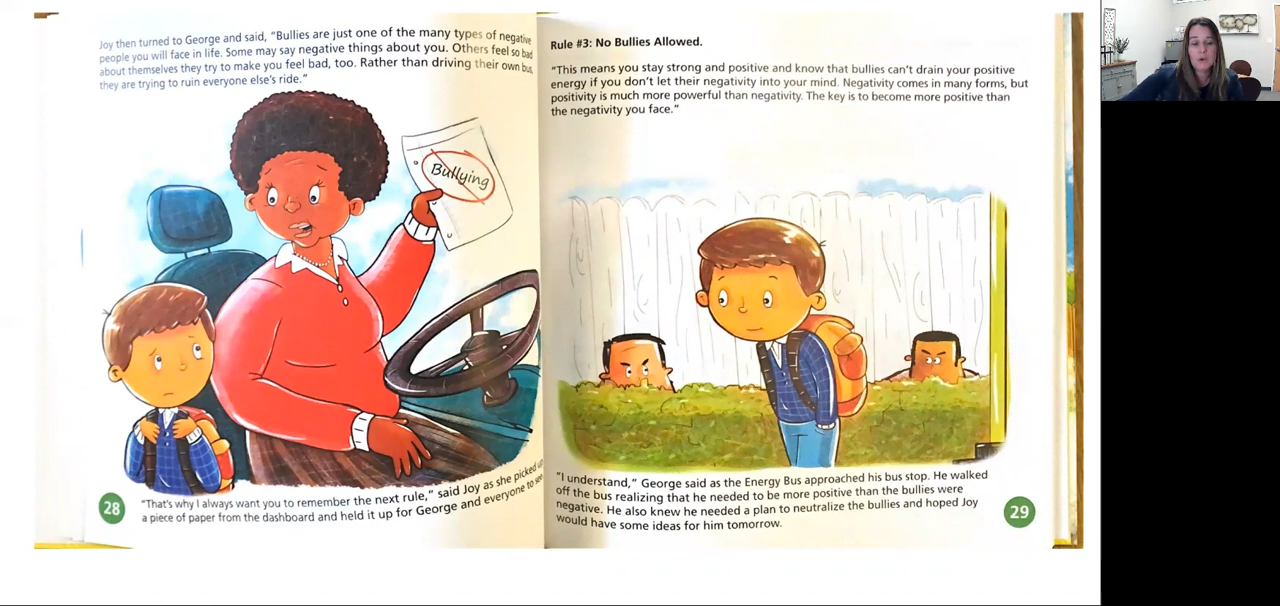 Joy then turned to George and said, “Bullies are just one of the many types of negative
people you will face in life. Some may say negative things about you. Others feel so bad
about themselves they try to make you feel bad, too. Rather than driving their own bus,
they are trying to ruin everyone else’s ride.”
Bullying
“That’s why I always want you to remember the next rule,” said Joy as she picked up
a piece of paper from the dashboard and held it up for George and everyone to see.
28
Rule #3: No Bullies Allowed.
“This means you stay strong and positive and know that bullies can’t drain your positive
energy if you don’t let their negativity into your mind. Negativity comes in many forms, but
positivity is much more powerful than negativity. The key is to become more positive than
the negativity you face.”
“I understand,” George said as the Energy Bus approached his bus stop. He walked
off the bus realizing that he needed to be more positive than the bullies were
negative. He also knew he needed a plan to neutralize the bullies and hoped Joy
would have some ideas for him tomorrow.
29